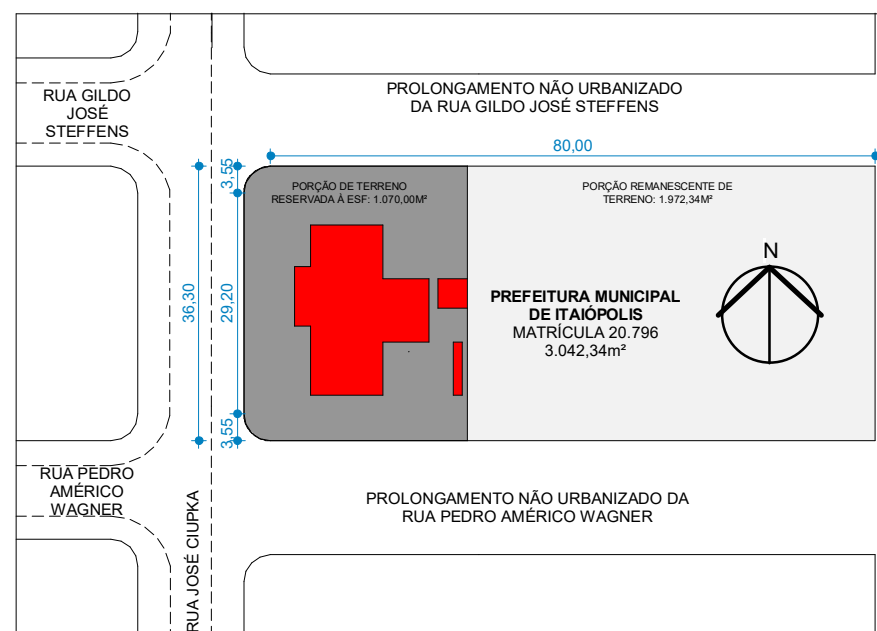 RUA GILDO
JOSÉ
STEFFENS
PROLONGAMENTO NÃO URBANIZADO
DA RUA GILDO JOSÉ STEFFENS
80,00
3,55
PORÇÃO DE TERRENO
RESERVADA À ESF: 1.070,00M²
PORÇÃO REMANESCENTE DE
TERRENO: 1.972,34M²
N
36,30
29,20
PREFEITURA MUNICIPAL
DE ITAIÓPOLIS
MATRÍCULA 20.796
3.042,34m²
3,55
RUA PEDRO
AMÉRICO
WAGNER
RUA JOSÉ CIUPKA
PROLONGAMENTO NÃO URBANIZADO DA
RUA PEDRO AMÉRICO WAGNER